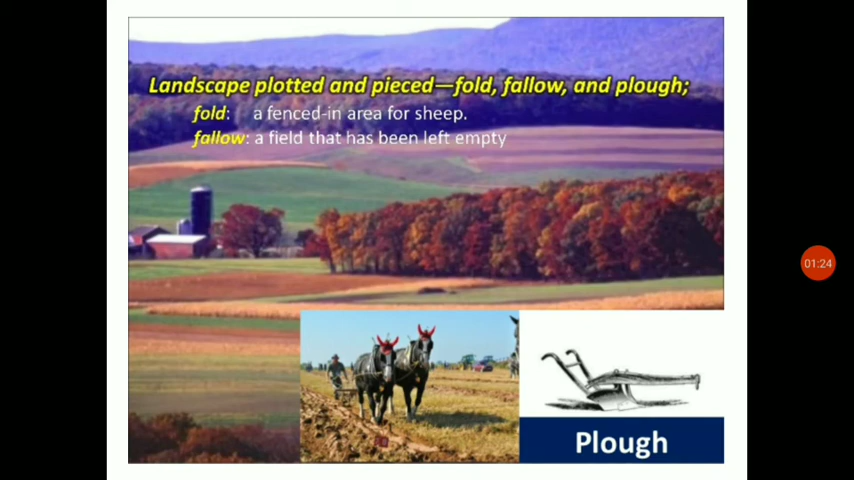 Landscape plotted and pieced—fold, fallow, and plough;
fold: a fenced-in area for sheep.
fallow: a field that has been left empty
01:24
Plough